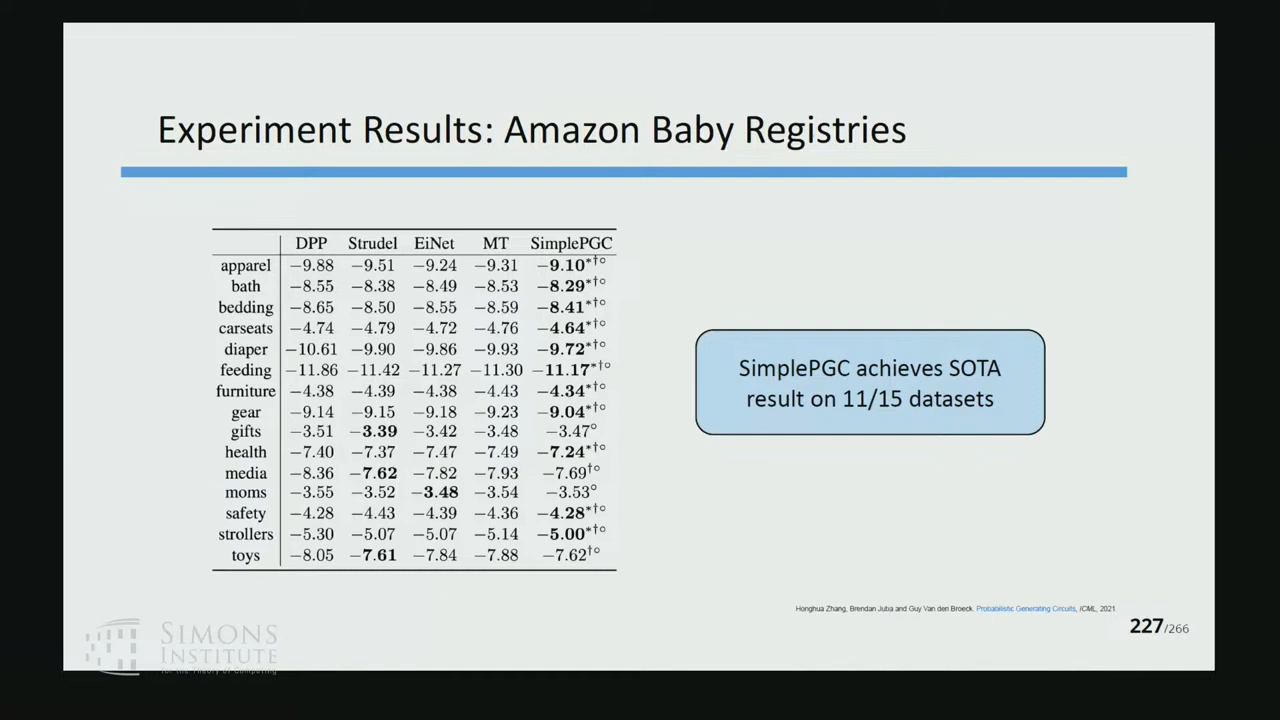 Experiment Results: Amazon Baby Registries
DPP Strudel EiNet MT SimplePGC
apparel −9.88 −9.51 −9.24 −9.31 −9.10*†○
bath −8.55 −8.38 −8.49 −8.53 −8.29*†○
bedding −8.65 −8.50 −8.55 −8.59 −8.41*†○
carseats −4.74 −4.79 −4.72 −4.76 −4.64*†○
diaper −10.61 −9.90 −9.86 −9.93 −9.72*†○
feeding −11.86 −11.42 −11.27 −11.30 −11.17*†○
furniture −4.38 −4.39 −4.38 −4.43 −4.34*†○
gear −9.14 −9.15 −9.18 −9.23 −9.04*†○
gifts −3.51 −3.39 −3.42 −3.48 −3.47○
health −7.40 −7.37 −7.47 −7.49 −7.24*†○
media −8.36 −7.62 −7.82 −7.93 −7.69†○
moms −3.55 −3.52 −3.48 −3.54 −3.53○
safety −4.28 −4.43 −4.39 −4.36 −4.28*†○
strollers −5.30 −5.07 −5.07 −5.14 −5.00*†○
toys −8.05 −7.61 −7.84 −7.88 −7.62†○
SimplePGC achieves SOTA
result on 11/15 datasets
Honghua Zhang, Brendan Juba and Guy Van den Broeck. Probabilistic Generating Circuits, ICML, 2021.
227/266
SIMONS
INSTITUTE
for the Theory of Computing